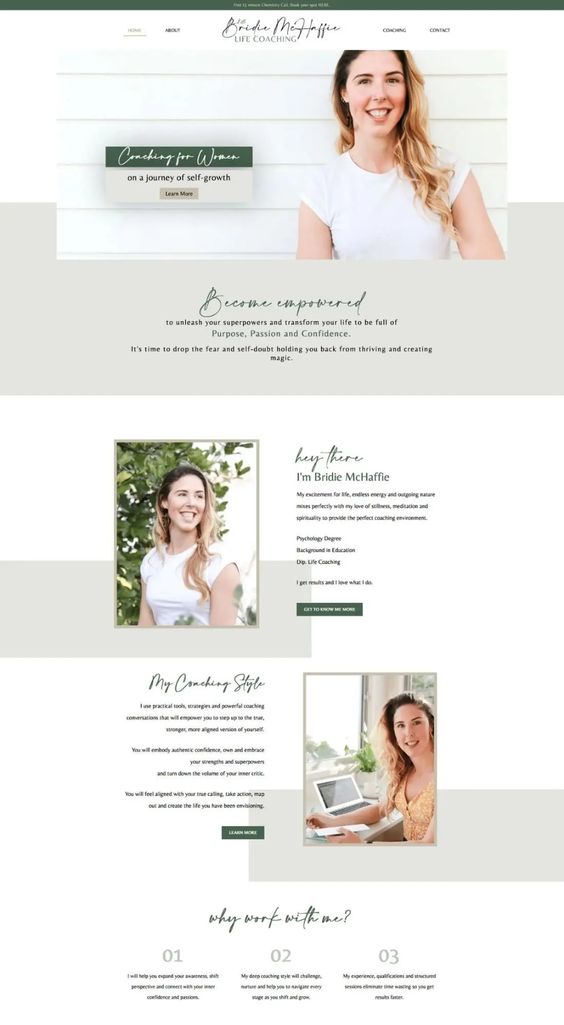 Free 15 minute Chemistry Call. Book your spot HERE.
HOME
ABOUT
Bridie McHaffie
LIFE COACHING
COACHING
CONTACT
Coaching for Women
on a journey of self-growth
Learn More
Become empowered
to unleash your superpowers and transform your life to be full of
Purpose, Passion and Confidence.
It's time to drop the fear and self-doubt holding you back from thriving and creating
magic.
hey there
I'm Bridie McHaffie
My excitement for life, endless energy and outgoing nature
mixes perfectly with my love of stillness, meditation and
spirituality to provide the perfect coaching environment.
Psychology Degree
Background in Education
Dip. Life Coaching
I get results and I love what I do.
GET TO KNOW ME MORE
My Coaching Style
I use practical tools, strategies and powerful coaching
conversations that will empower you to step up to the true,
stronger, more aligned version of yourself.
You will embody authentic confidence, own and embrace
your strengths and superpowers
and turn down the volume of your inner critic.
You will feel aligned with your true calling, take action, map
out and create the life you have been envisioning.
LEARN MORE
why work with me?
01
I will help you expand your awareness, shift
perspective and connect with your inner
confidence and passions.
02
My deep coaching style will challenge,
nurture and help you to navigate every
stage as you shift and grow.
03
My experience, qualifications and structured
sessions eliminate time wasting so you get
results faster.